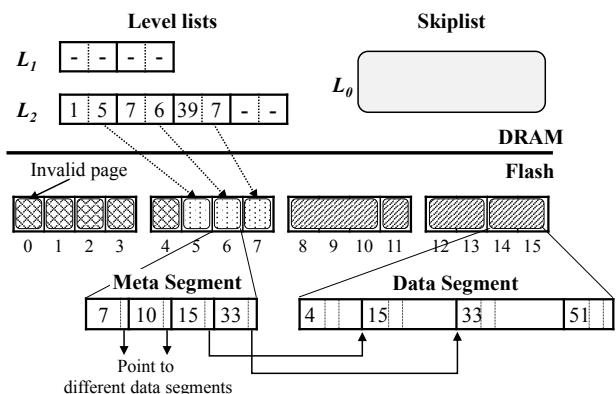 Level lists Skiplist
L1 - - - -
L2 1 5 7 6 39 7 - -
L0
DRAM
Flash
Invalid page
0 1 2 3 4 5 6 7 8 9 10 11 12 13 14 15
Meta Segment Data Segment
7 10 15 33 4 15 33 51
Point to
different data segments